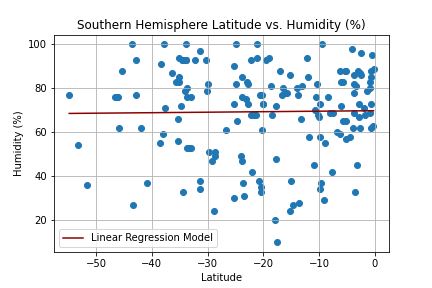 Southern Hemisphere Latitude vs. Humidity (%)
100
80
60
40
20
Humidity (%)
Linear Regression Model
−50
−40
−30
−20
−10
0
Latitude